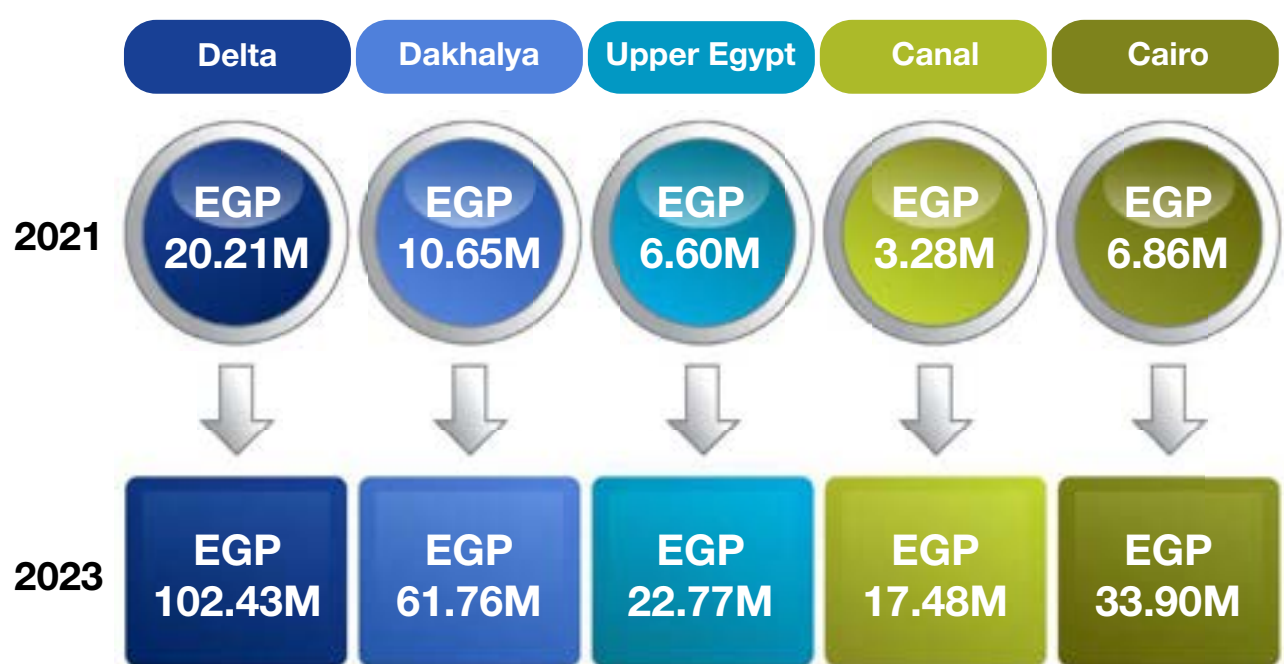 Delta Dakhalya Upper Egypt Canal Cairo
2021
EGP
20.21M
EGP
10.65M
EGP
6.60M
EGP
3.28M
EGP
6.86M
2023
EGP
102.43M
EGP
61.76M
EGP
22.77M
EGP
17.48M
EGP
33.90M